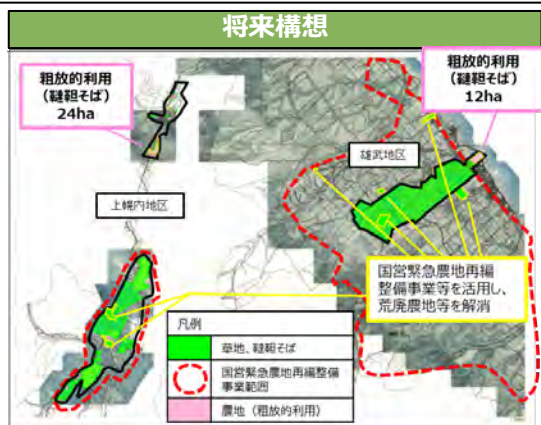 将来構想
粗放的利用
(韃靼そば)
24ha
粗放的利用
(韃靼そば)
12ha
雄武地区
上幌内地区
国営緊急農地再編
整備事業等を活用し、
荒廃農地等を解消
凡例
草地、韃靼そば
国営緊急農地再編整備
事業範囲
農地(粗放的利用)